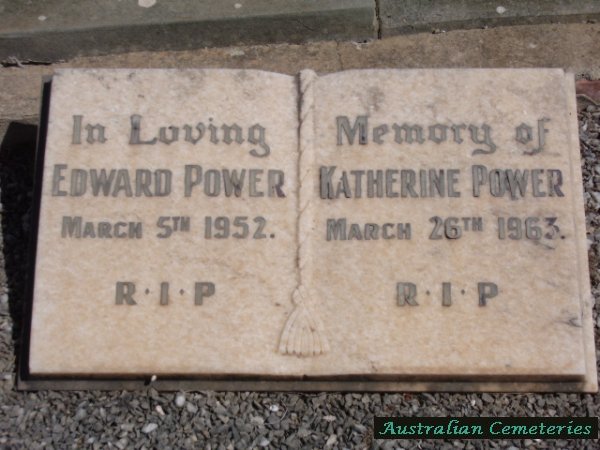 In Loving Memory of
EDWARD POWER
MARCH 5TH 1952.
R·I·P
KATHERINE POWER
MARCH 26TH 1963.
R·I·P
Australian Cemeteries